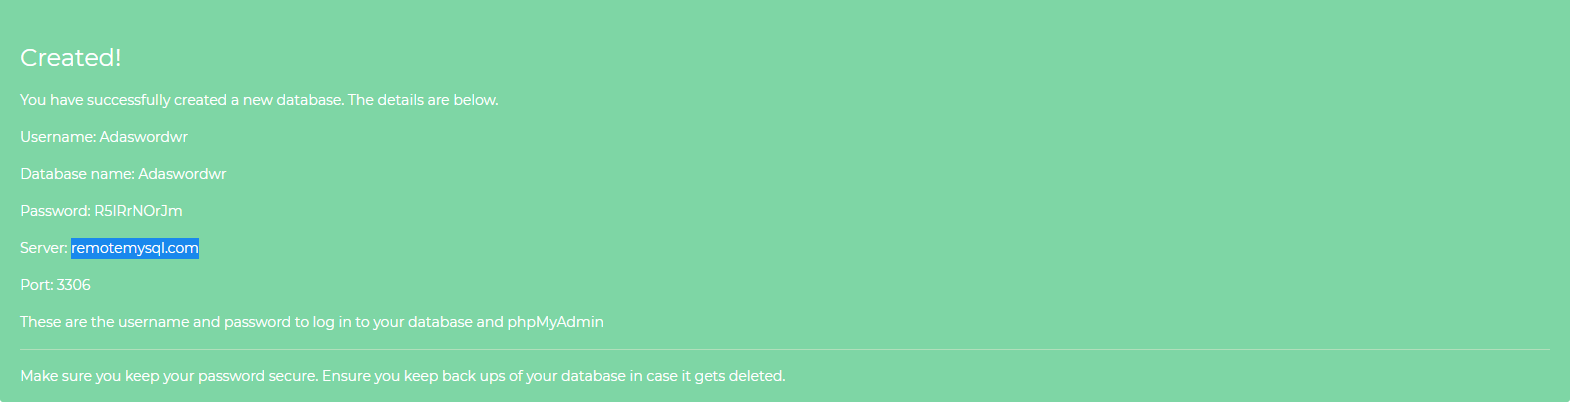 Created!
You have successfully created a new database. The details are below.
Username: Adaswordwr
Database name: Adaswordwr
Password: R5IRrNOrJm
Server: remotemysql.com
Port: 3306
These are the username and password to log in to your database and phpMyAdmin
Make sure you keep your password secure. Ensure you keep back ups of your database in case it gets deleted.